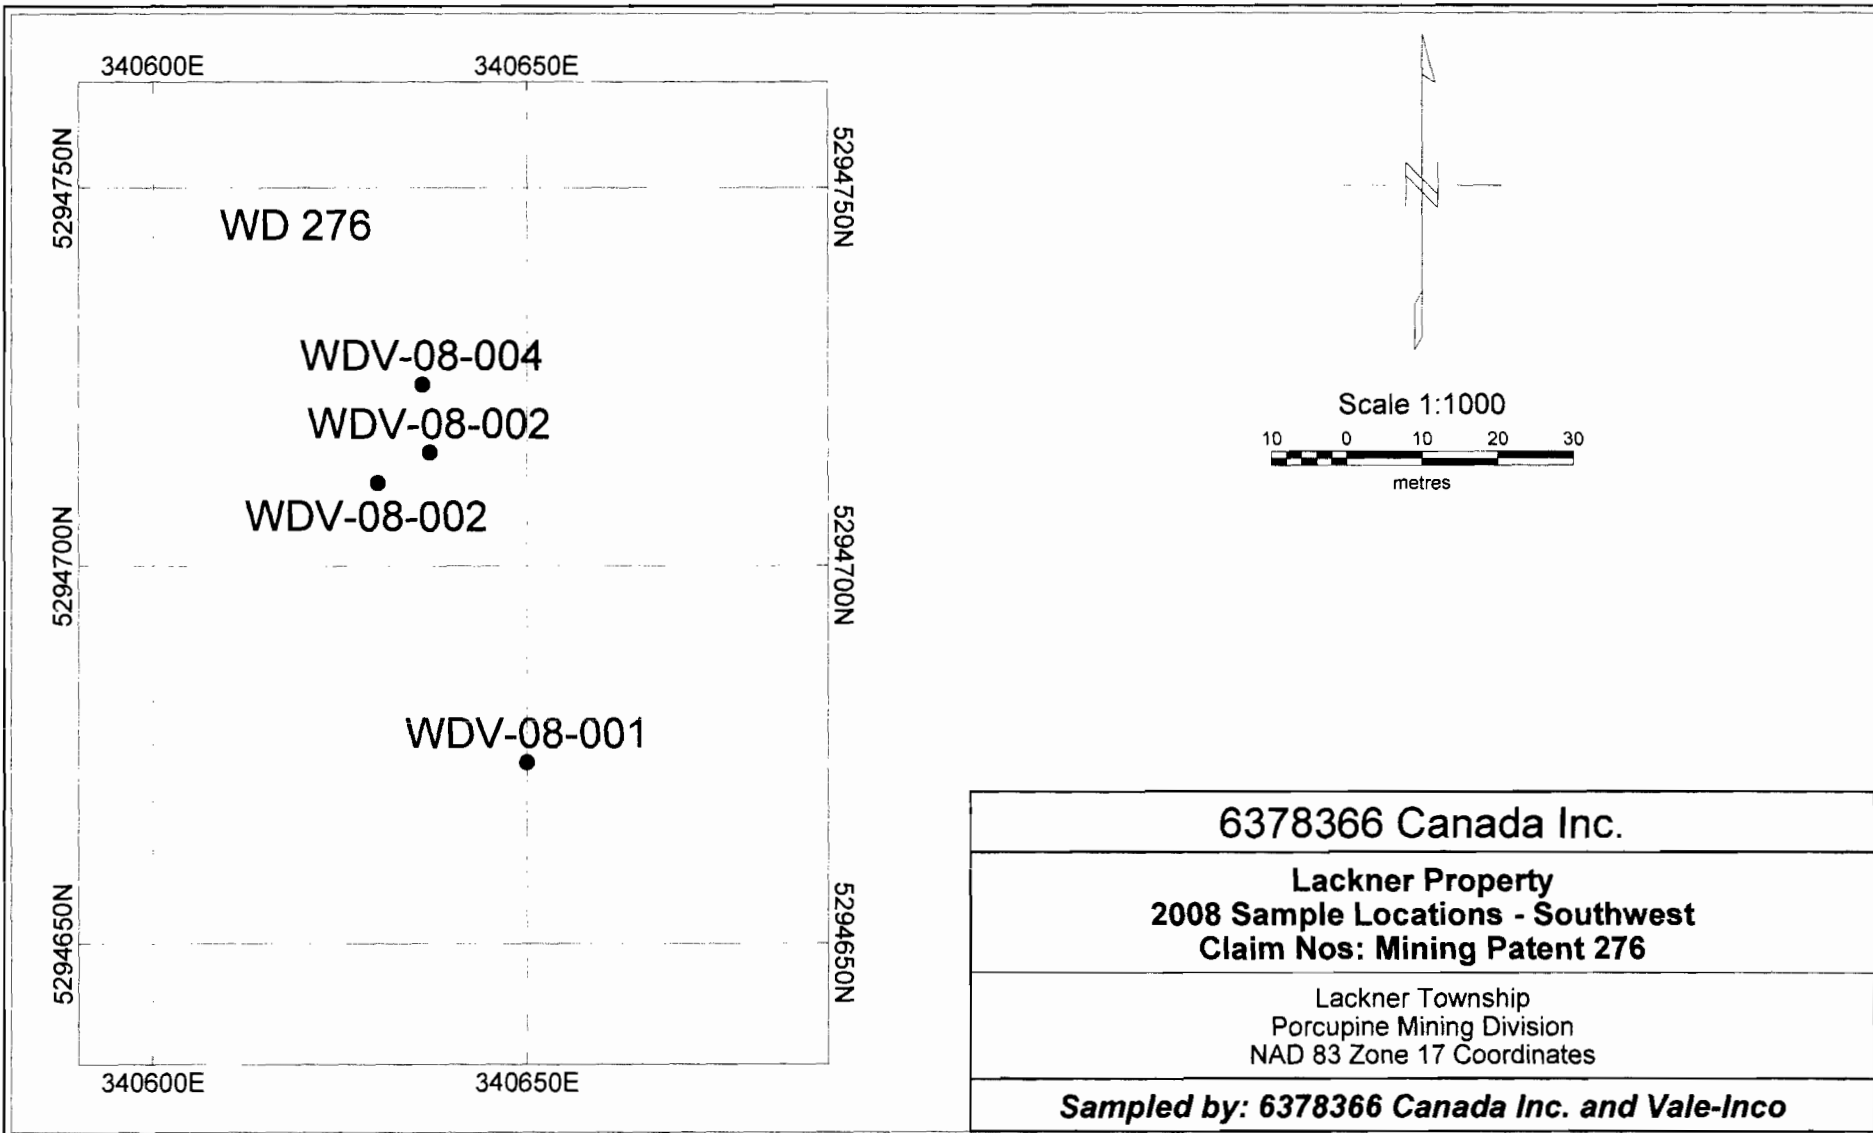 340600E 340650E
5294750N 5294750N
WD 276
WDV-08-004
WDV-08-002
WDV-08-002
5294700N 5294700N
WDV-08-001
5294650N 5294650N
340600E 340650E
N
Scale 1:1000
10 0 10 20 30
metres
6378366 Canada Inc.
Lackner Property
2008 Sample Locations - Southwest
Claim Nos: Mining Patent 276
Lackner Township
Porcupine Mining Division
NAD 83 Zone 17 Coordinates
Sampled by: 6378366 Canada Inc. and Vale-Inco